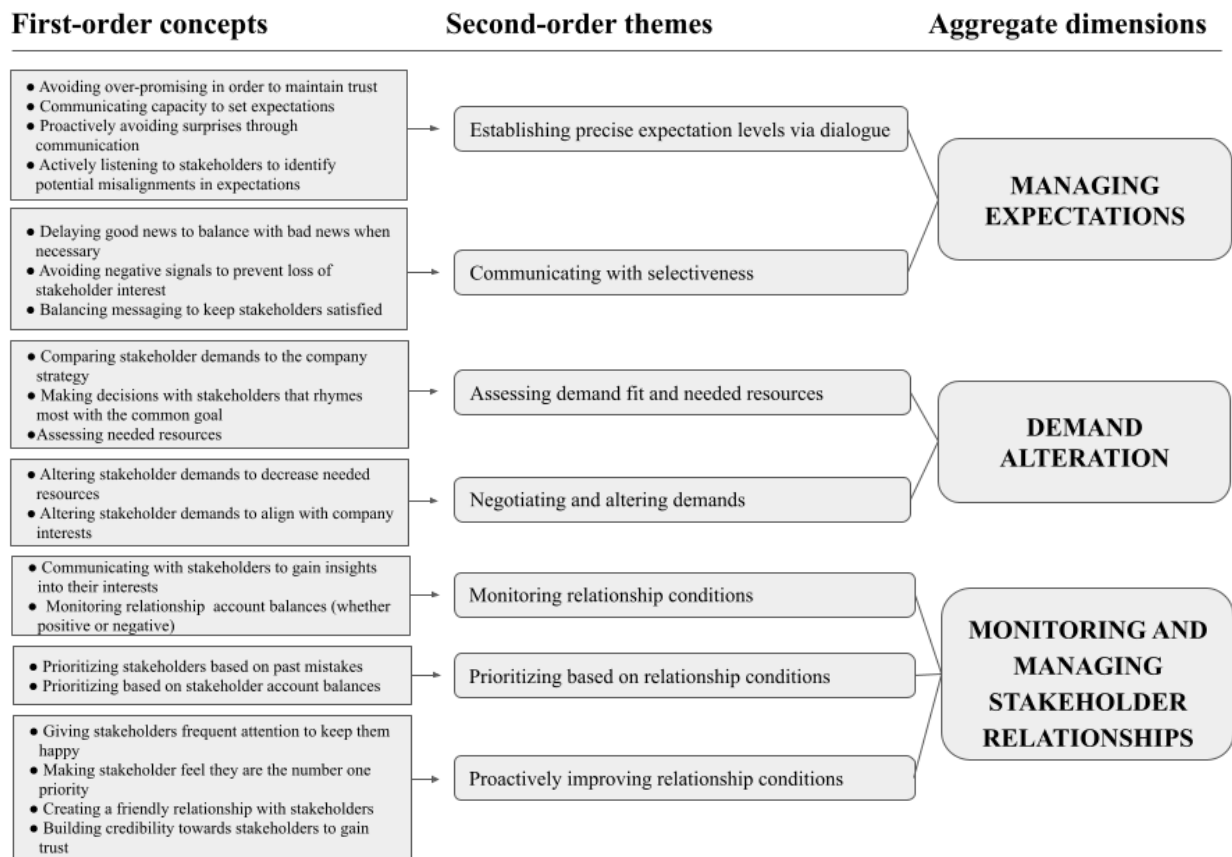 First-order concepts
Second-order themes
Aggregate dimensions
● Avoiding over-promising in order to maintain trust
● Communicating capacity to set expectations
● Proactively avoiding surprises through
communication
● Actively listening to stakeholders to identify
potential misalignments in expectations
Establishing precise expectation levels via dialogue
● Delaying good news to balance with bad news when
necessary
● Avoiding negative signals to prevent loss of
stakeholder interest
● Balancing messaging to keep stakeholders satisfied
Communicating with selectiveness
MANAGING
EXPECTATIONS
● Comparing stakeholder demands to the company
strategy
● Making decisions with stakeholders that rhymes
most with the common goal
●Assessing needed resources
Assessing demand fit and needed resources
● Altering stakeholder demands to decrease needed
resources
● Altering stakeholder demands to align with company
interests
Negotiating and altering demands
DEMAND
ALTERATION
● Communicating with stakeholders to gain insights
into their interests
● Monitoring relationship account balances (whether
positive or negative)
Monitoring relationship conditions
● Prioritizing stakeholders based on past mistakes
● Prioritizing based on stakeholder account balances
Prioritizing based on relationship conditions
● Giving stakeholders frequent attention to keep them
happy
● Making stakeholder feel they are the number one
priority
● Creating a friendly relationship with stakeholders
● Building credibility towards stakeholders to gain
trust
Proactively improving relationship conditions
MONITORING AND
MANAGING
STAKEHOLDER
RELATIONSHIPS